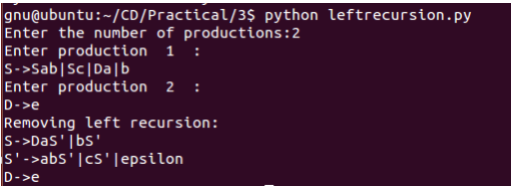 gnu@ubuntu:~/CD/Practical/3$ python leftrecursion.py
Enter the number of productions:2
Enter production  1  :
S->Sab|Sc|Da|b
Enter production  2  :
D->e
Removing left recursion:
S->DaS'|bS'
S'->abS'|cS'|epsilon
D->e